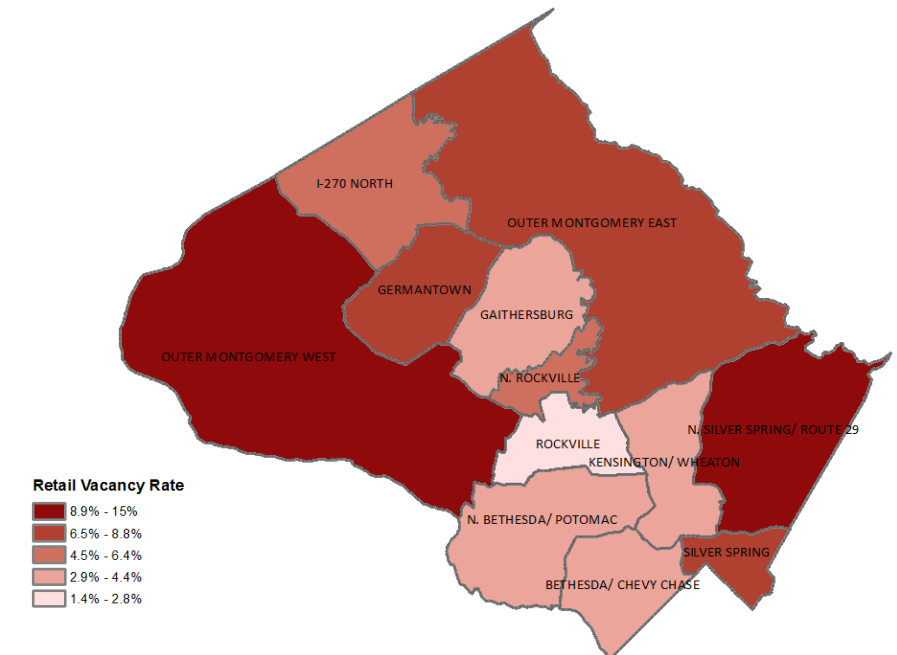 I-270 NORTH
OUTER MONTGOMERY EAST
GERMANTOWN
GAITHERSBURG
OUTER MONTGOMERY WEST
N. ROCKVILLE
N. SILVER SPRING/ ROUTE 29
ROCKVILLE
KENSINGTON/ WHEATON
N. BETHESDA/ POTOMAC
SILVER SPRING
BETHESDA/ CHEVY CHASE
Retail Vacancy Rate
8.9% - 15%
6.5% - 8.8%
4.5% - 6.4%
2.9% - 4.4%
1.4% - 2.8%